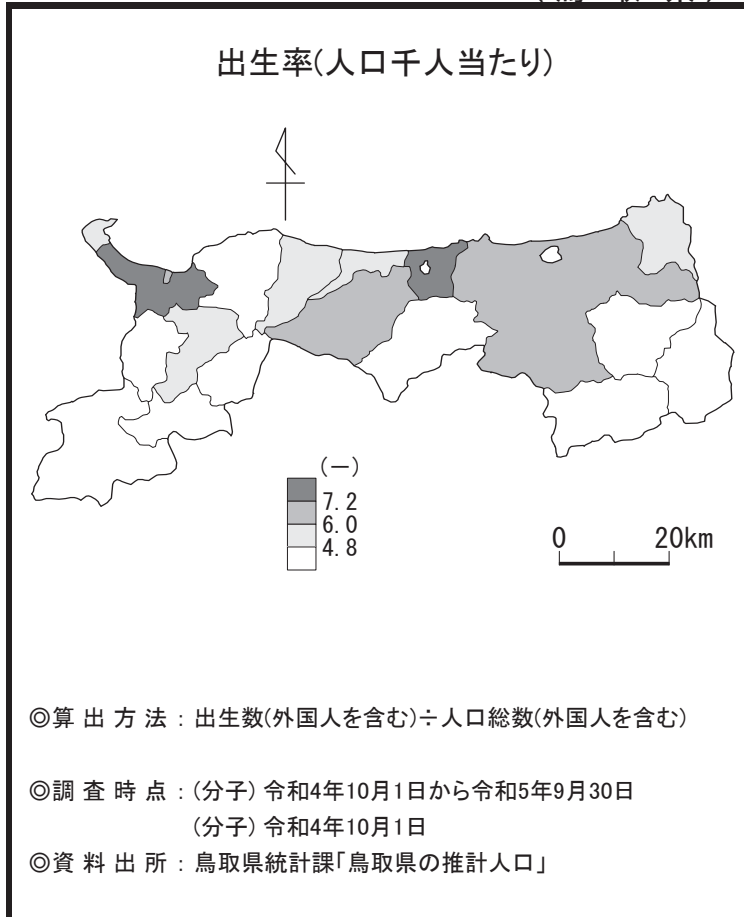 出生率(人口千人当たり)
(－)
7.2
6.0
4.8
0 20km
◎算出方法：出生数(外国人を含む)÷人口総数(外国人を含む)
◎調査時点：(分子) 令和4年10月1日から令和5年9月30日
(分子) 令和4年10月1日
◎資料出所：鳥取県統計課「鳥取県の推計人口」